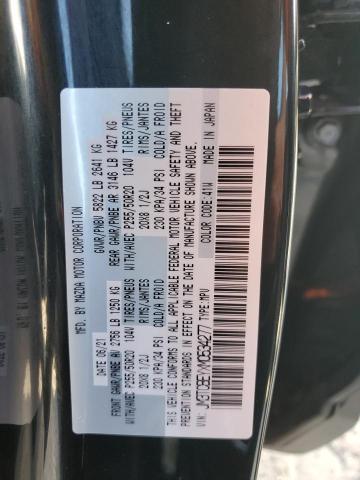 MFD. BY MAZDA MOTOR CORPORATION
DATE 06/21 GVWR/PNBV 5822 LB 2641 KG
FRONT GAWR/PNBE AV 2756 LB 1250 KG REAR GAWR/PNBE AR 3146 LB 1427 KG
WITH/AVEC P255/50R20 104V TIRES/PNEUS WITH/AVEC P255/50R20 104V TIRES/PNEUS
20X8 1/2J RIMS/JANTES 20X8 1/2J RIMS/JANTES
230 KPA/34 PSI COLD/A FROID 230 KPA/34 PSI COLD/A FROID
THIS VEHICLE CONFORMS TO ALL APPLICABLE FEDERAL MOTOR VEHICLE SAFETY AND THEFT
PREVENTION STANDARDS IN EFFECT ON THE DATE OF MANUFACTURE SHOWN ABOVE.
TYPE:MPV COLOR:41W MADE IN JAPAN
VIN: